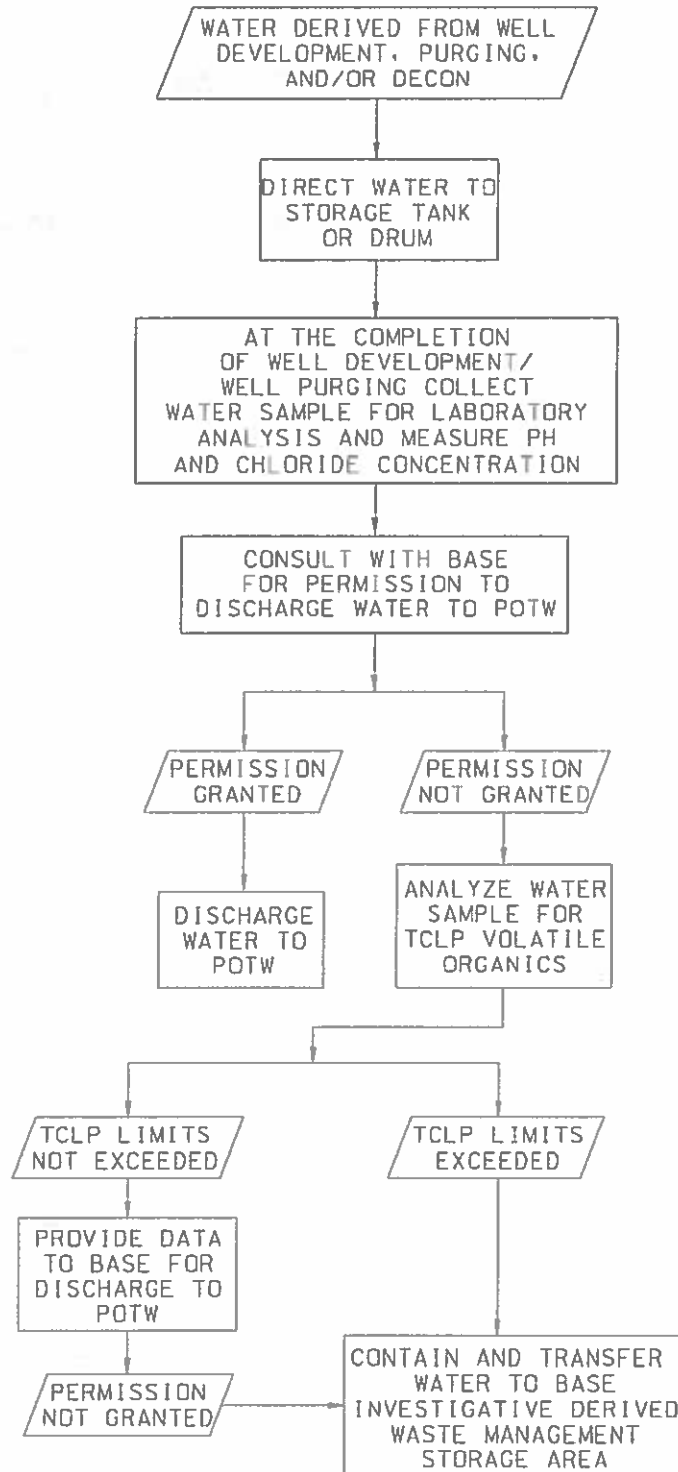 WATER DERIVED FROM WELL
DEVELOPMENT, PURGING,
AND/OR DECON
DIRECT WATER TO
STORAGE TANK
OR DRUM
AT THE COMPLETION
OF WELL DEVELOPMENT/
WELL PURGING COLLECT
WATER SAMPLE FOR LABORATORY
ANALYSIS AND MEASURE PH
AND CHLORIDE CONCENTRATION
CONSULT WITH BASE
FOR PERMISSION TO
DISCHARGE WATER TO POTW
PERMISSION
GRANTED
PERMISSION
NOT GRANTED
DISCHARGE
WATER TO
POTW
ANALYZE WATER
SAMPLE FOR
TCLP VOLATILE
ORGANICS
TCLP LIMITS
NOT EXCEEDED
TCLP LIMITS
EXCEEDED
PROVIDE DATA
TO BASE FOR
DISCHARGE TO
POTW
PERMISSION
NOT GRANTED
CONTAIN AND TRANSFER
WATER TO BASE
INVESTIGATIVE DERIVED
WASTE MANAGEMENT
STORAGE AREA